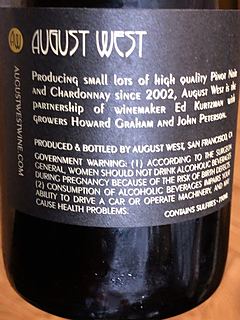 AW AUGUST WEST
AUGUSTWESTWINE.COM
Producing small lots of high quality Pinot Noir
and Chardonnay since 2002, August West is the
partnership of winemaker Ed Kurtzman with
growers Howard Graham and John Peterson.
PRODUCED & BOTTLED BY AUGUST WEST, SAN FRANCISCO, CA
GOVERNMENT WARNING: (1) ACCORDING TO THE SURGEON
GENERAL, WOMEN SHOULD NOT DRINK ALCOHOLIC BEVERAGES
DURING PREGNANCY BECAUSE OF THE RISK OF BIRTH DEFECTS.
(2) CONSUMPTION OF ALCOHOLIC BEVERAGES IMPAIRS YOUR
ABILITY TO DRIVE A CAR OR OPERATE MACHINERY, AND MAY
CAUSE HEALTH PROBLEMS.
CONTAINS SULFITES • 750ML